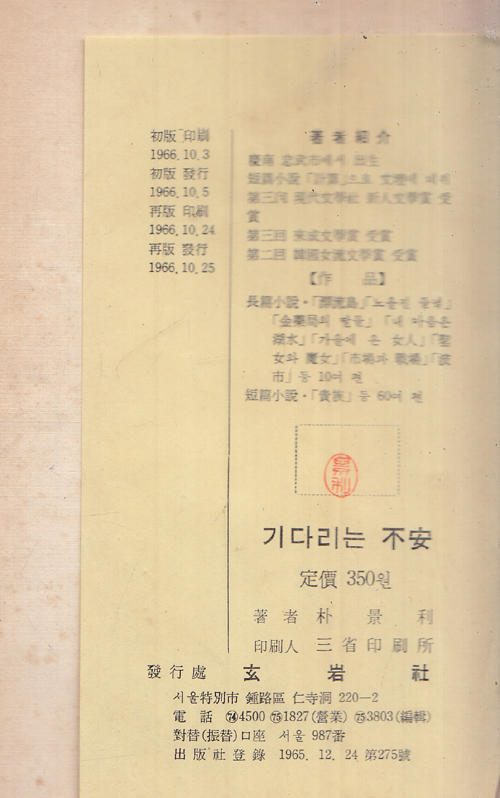 初版 印刷
1966. 10. 3
初版 發行
1966. 10. 5
再版 印刷
1966. 10. 24
再版 發行
1966. 10. 25
著者紹介
慶南 忠武市에서 出生
短篇小說「計算」으로 文壇에 데뷔
第三回 現代文學社 新人文學賞 受
賞
第三回 來成文學賞 受賞
第二回 韓國女流文學賞 受賞
【作 品】
長篇小說·「漂流島」「노을진 들녘」
「金藥局의 딸들」「내 마음은
湖水」「가을에 온 女人」「聖
女와 魔女」「市場과 戰場」「波
市」등 10여 편
短篇小說·「貴族」등 60여 편
景利
기다리는 不安
定價 350원
著者 朴景利
印刷人 三省印刷所
發行處 玄岩社
서울特別市 鍾路區 仁寺洞 220—2
電話 ㉔4500 ㉕1827(營業) ㉕3803(編輯)
對替(振替)口座 서울 987番
出版社登錄 1965. 12. 24 第275號